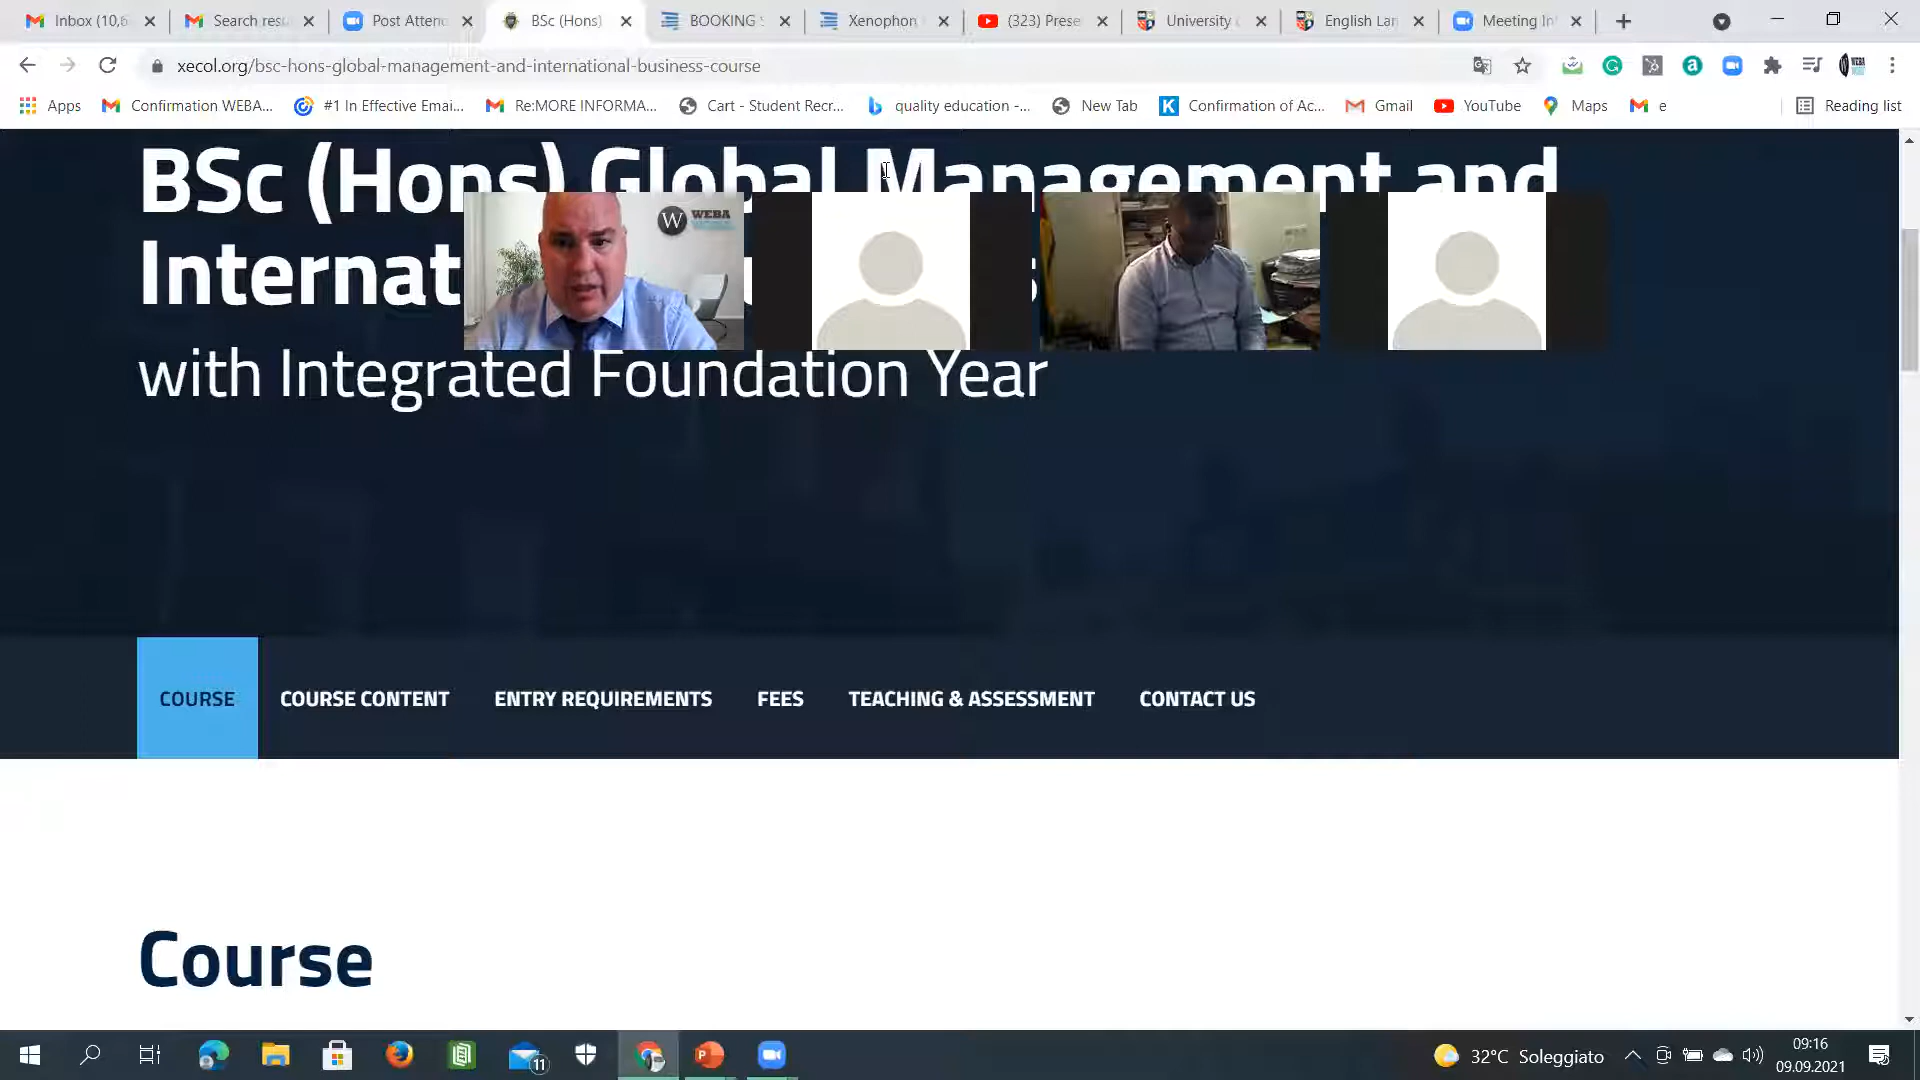 Inbox (10,6
Search resu
Post Atten
BSc (Hons)
BOOKING
Xenophon
(323) Prese
University
English Lan
Meeting In
xecol.org/bsc-hons-global-management-and-international-business-course
Apps
Confirmation WEBA...
#1 In Effective Emai...
Re:MORE INFORMA...
Cart - Student Recr...
quality education -...
New Tab
K
Confirmation of Ac...
Gmail
YouTube
Maps
e
Reading list
BSc (Hons) Global Management and
Internat
with Integrated Foundation Year
W WEBA
COURSE
COURSE CONTENT
ENTRY REQUIREMENTS
FEES
TEACHING & ASSESSMENT
CONTACT US
Course
11
32°C Soleggiato
09:16
09.09.2021